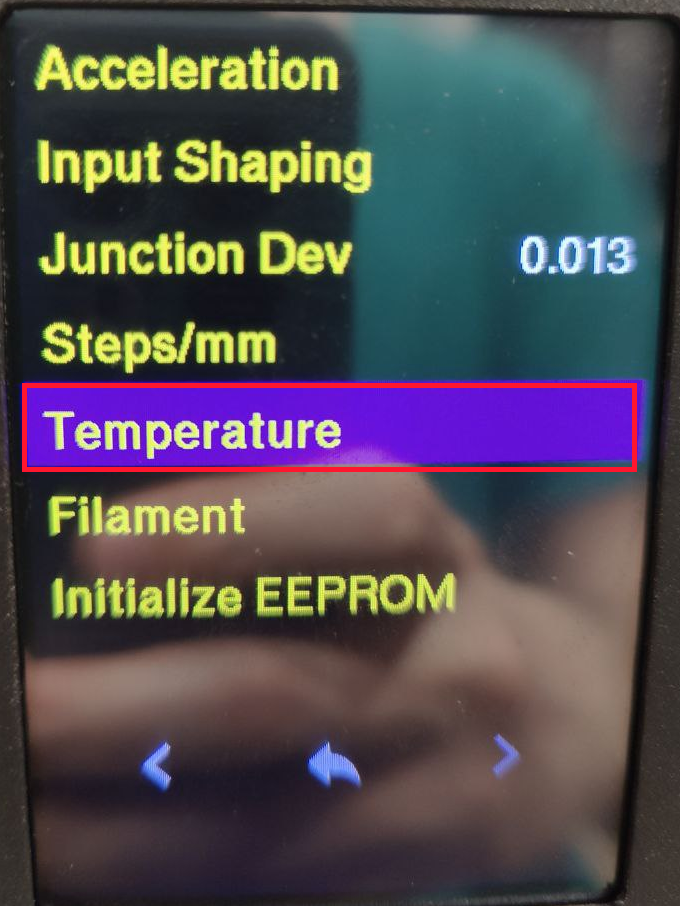 Acceleration
Input Shaping
Junction Dev 0.013
Steps/mm
Temperature
Filament
Initialize EEPROM